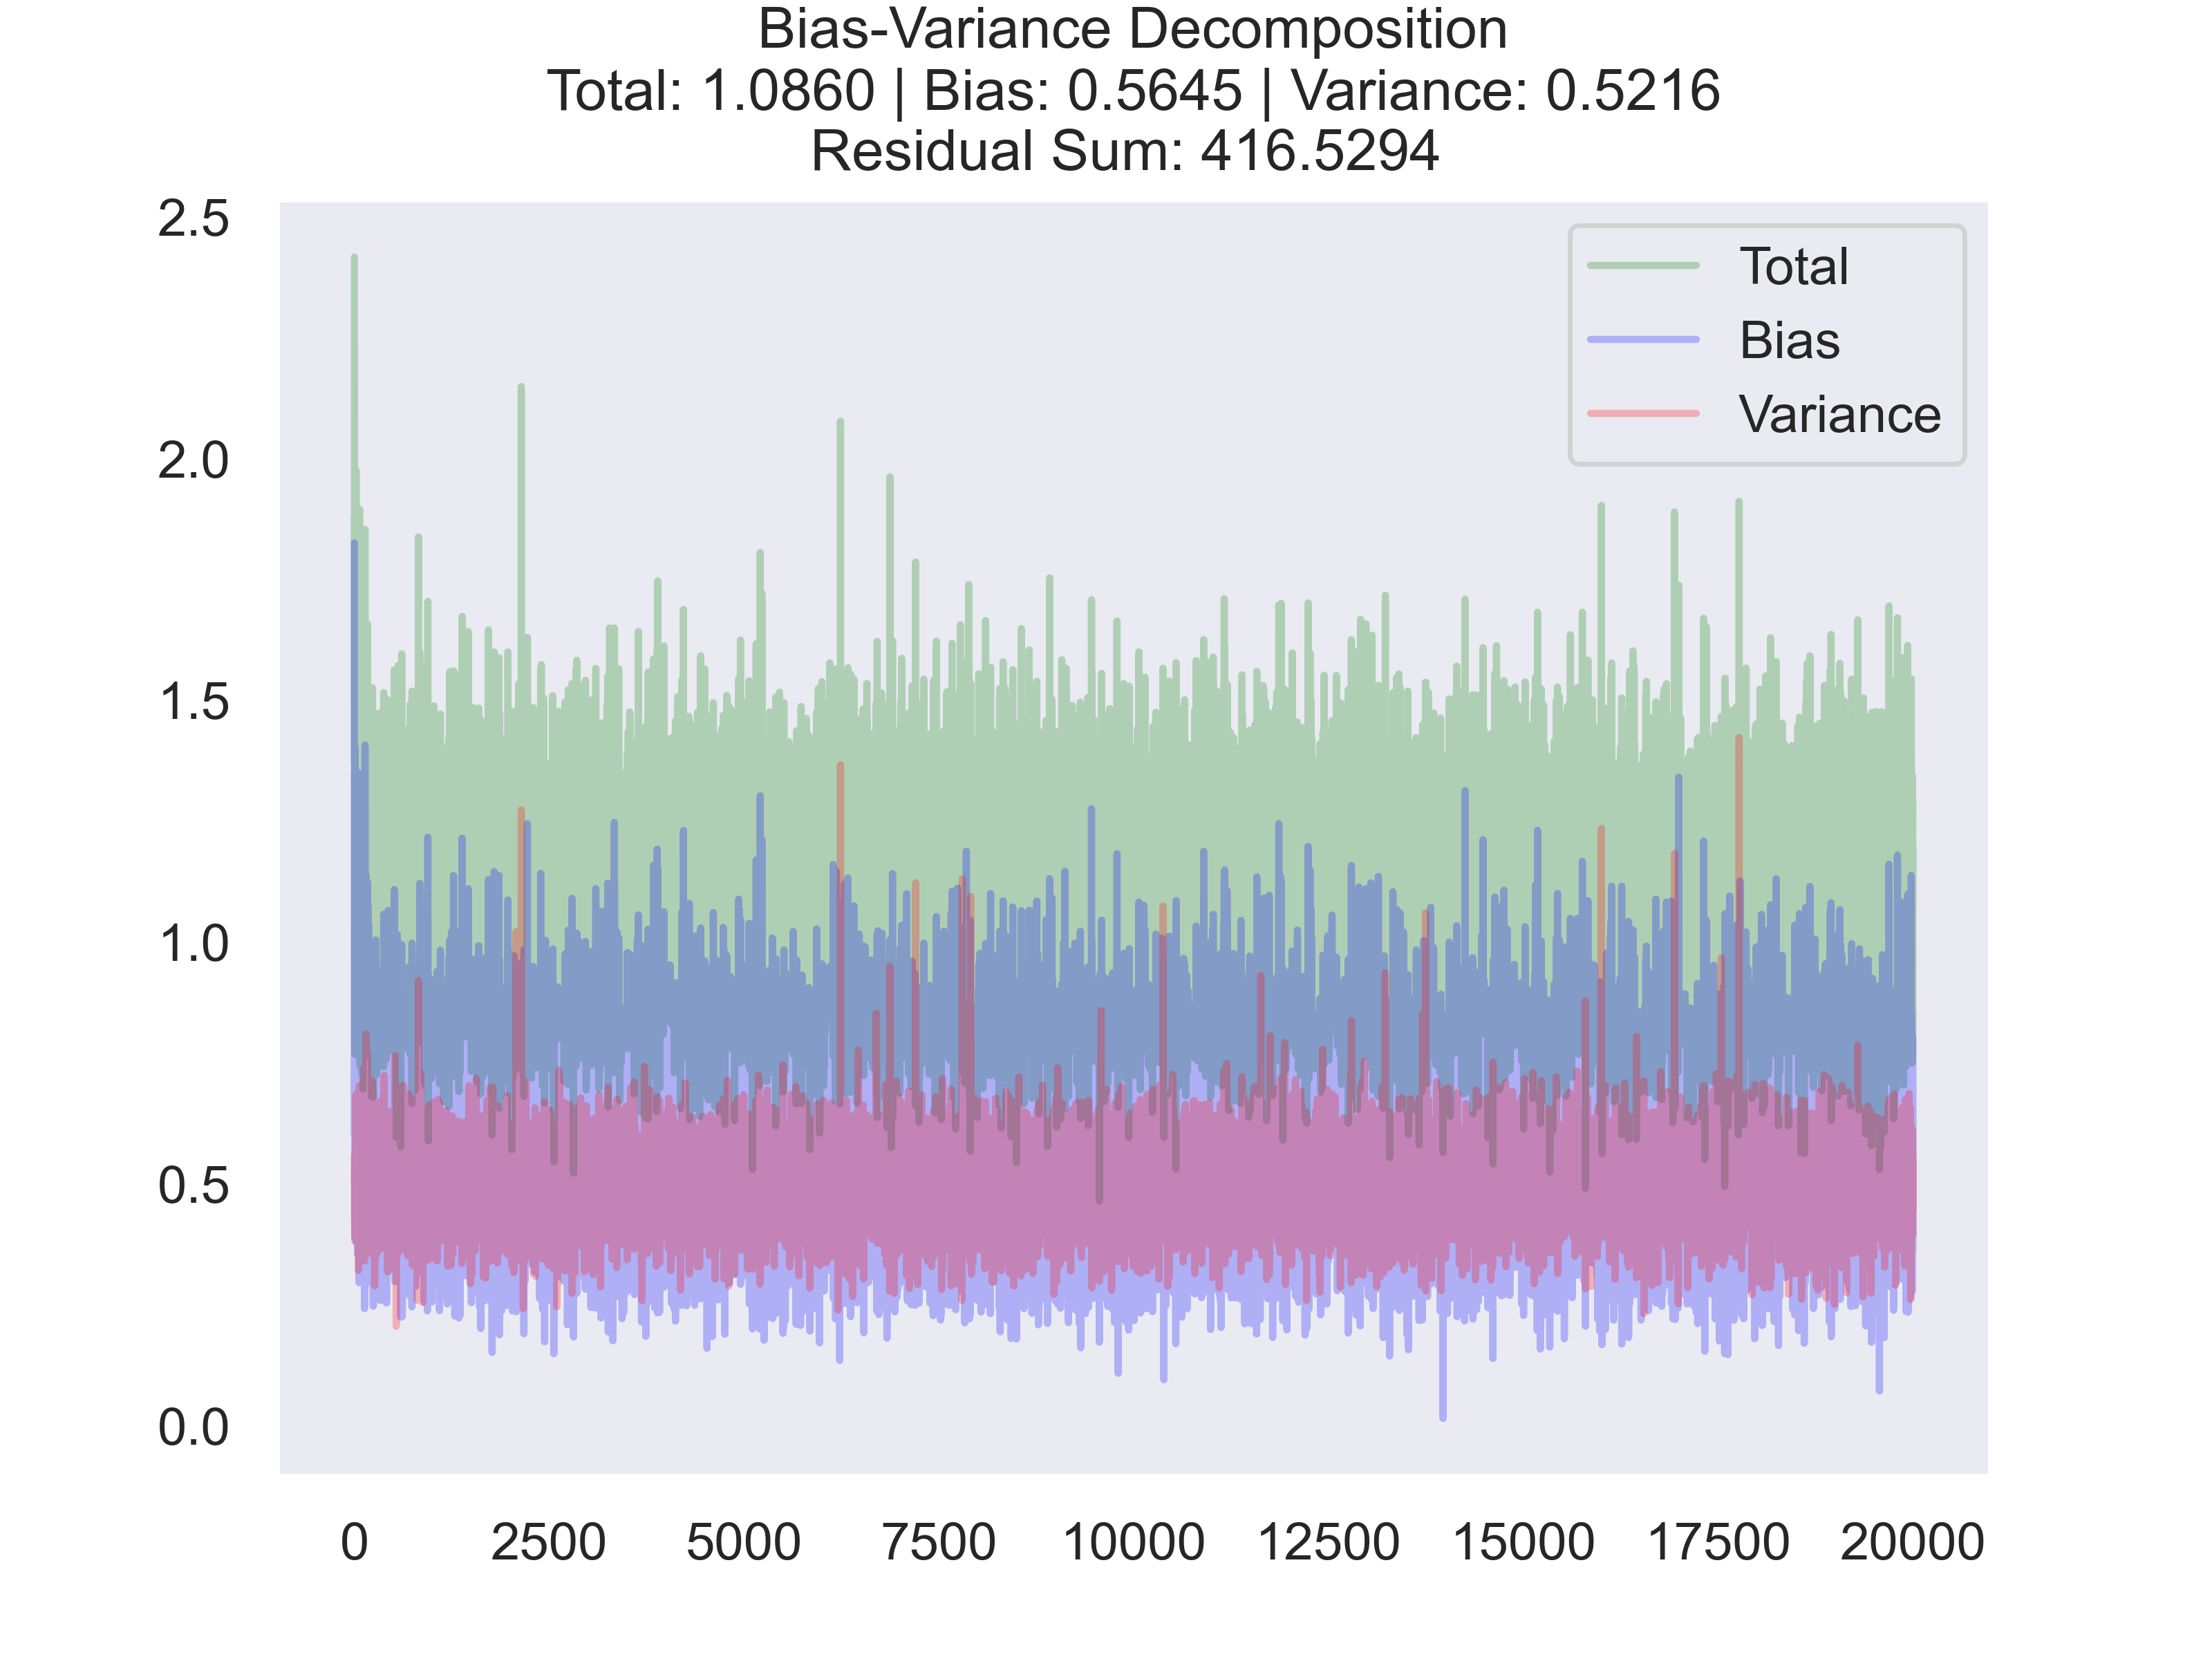 Bias-Variance Decomposition
Total: 1.0860 | Bias: 0.5645 | Variance: 0.5216
Residual Sum: 416.5294
2.5
2.0
1.5
1.0
0.5
0.0
Total
Bias
Variance
0 2500 5000 7500 10000 12500 15000 17500 20000